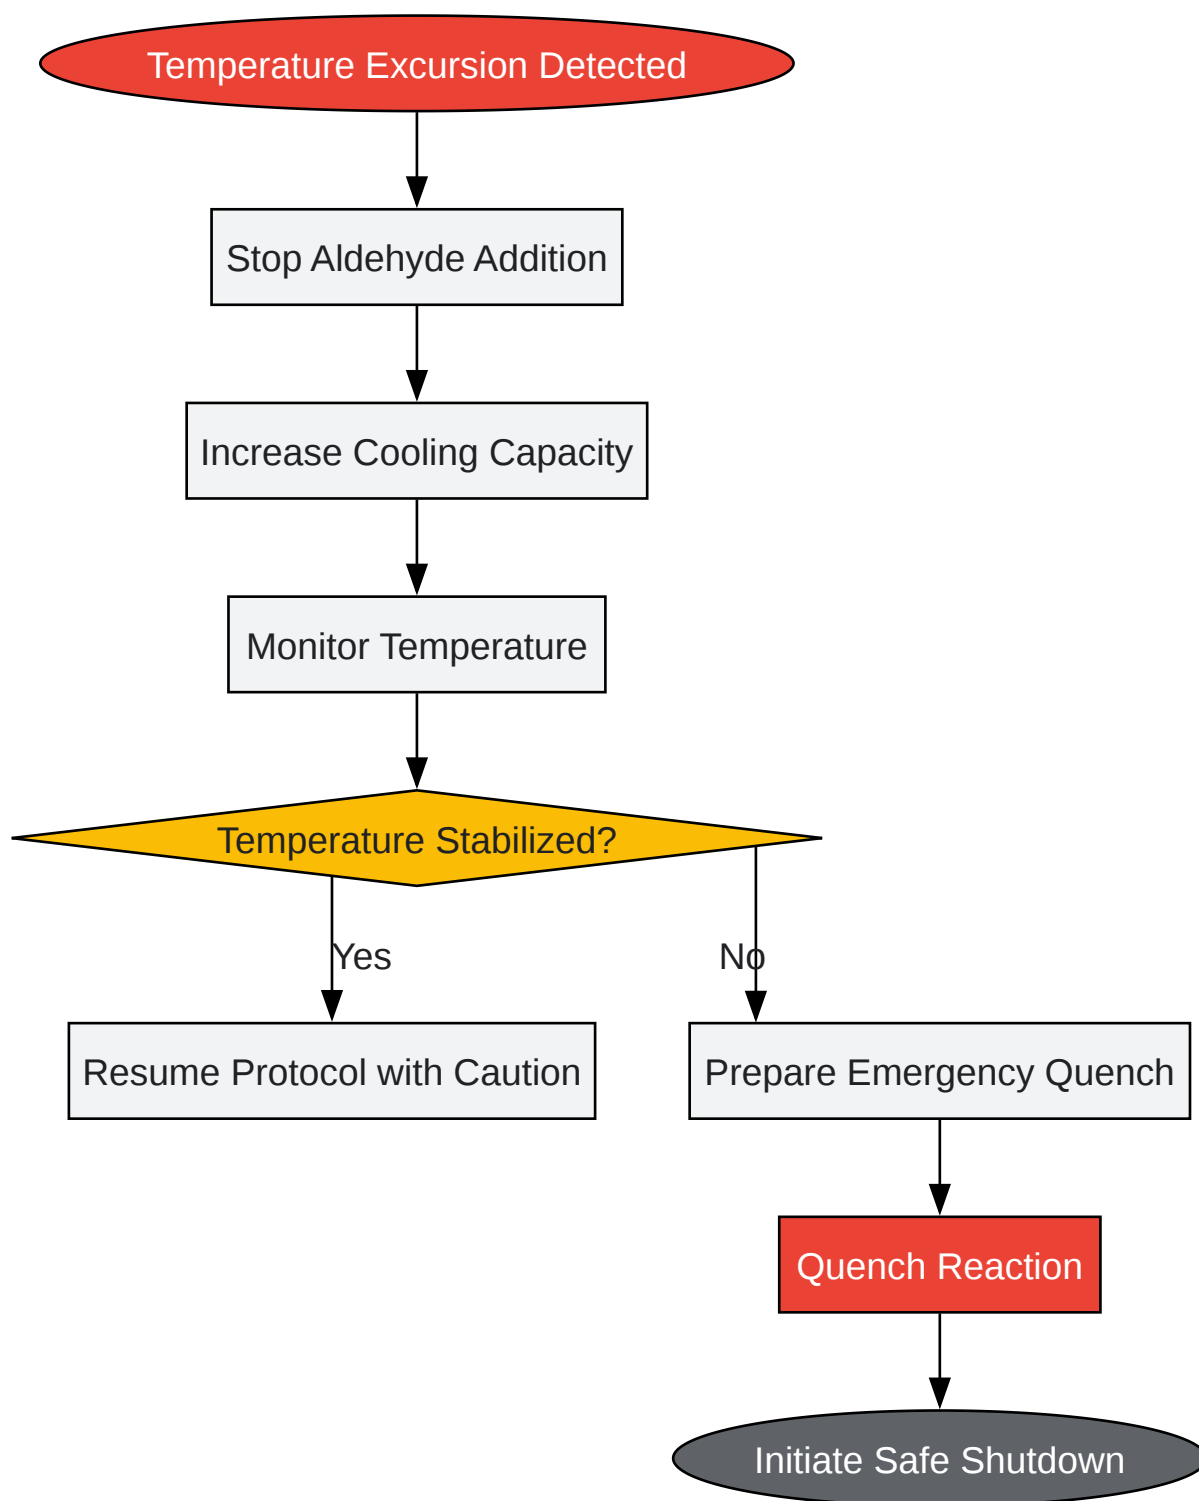 Temperature Excursion Detected
Stop Aldehyde Addition
Increase Cooling Capacity
Monitor Temperature
Temperature Stabilized?
Yes
No
Resume Protocol with Caution
Prepare Emergency Quench
Quench Reaction
Initiate Safe Shutdown